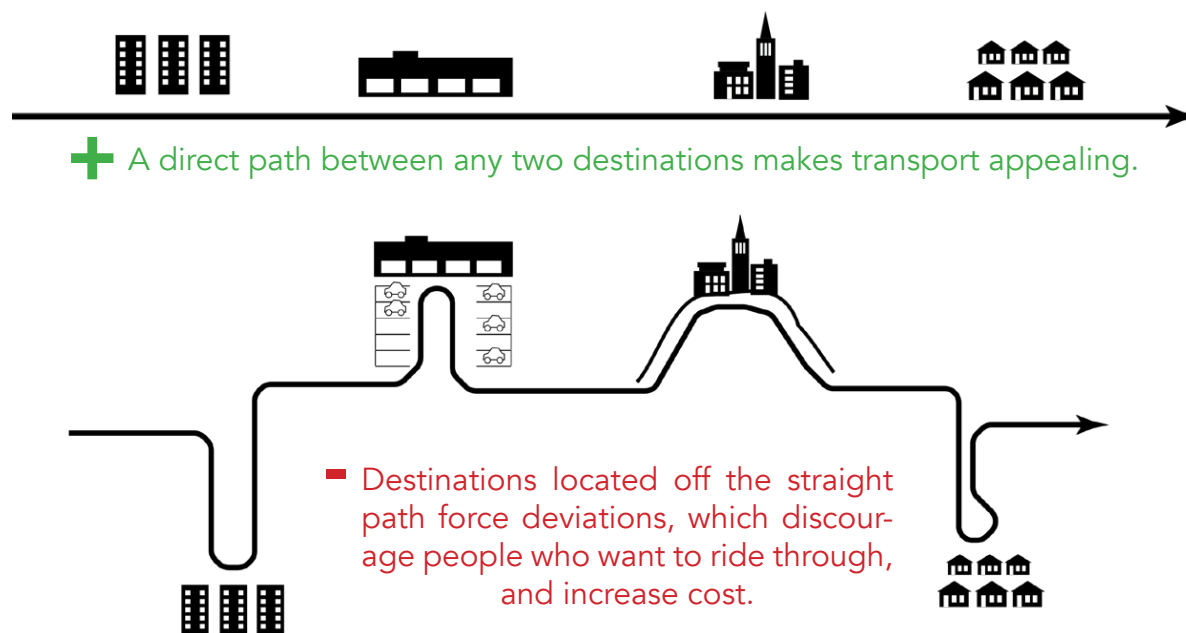 + A direct path between any two destinations makes transport appealing.
- Destinations located off the straight
path force deviations, which discour-
age people who want to ride through,
and increase cost.